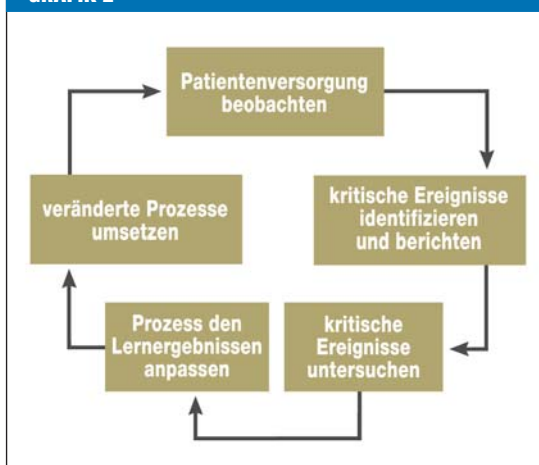 Patientenversorgung
beobachten
kritische Ereignisse
identifizieren
und berichten
kritische
Ereignisse
untersuchen
Prozess den
Lernergebnissen
anpassen
veränderte Prozesse
umsetzen